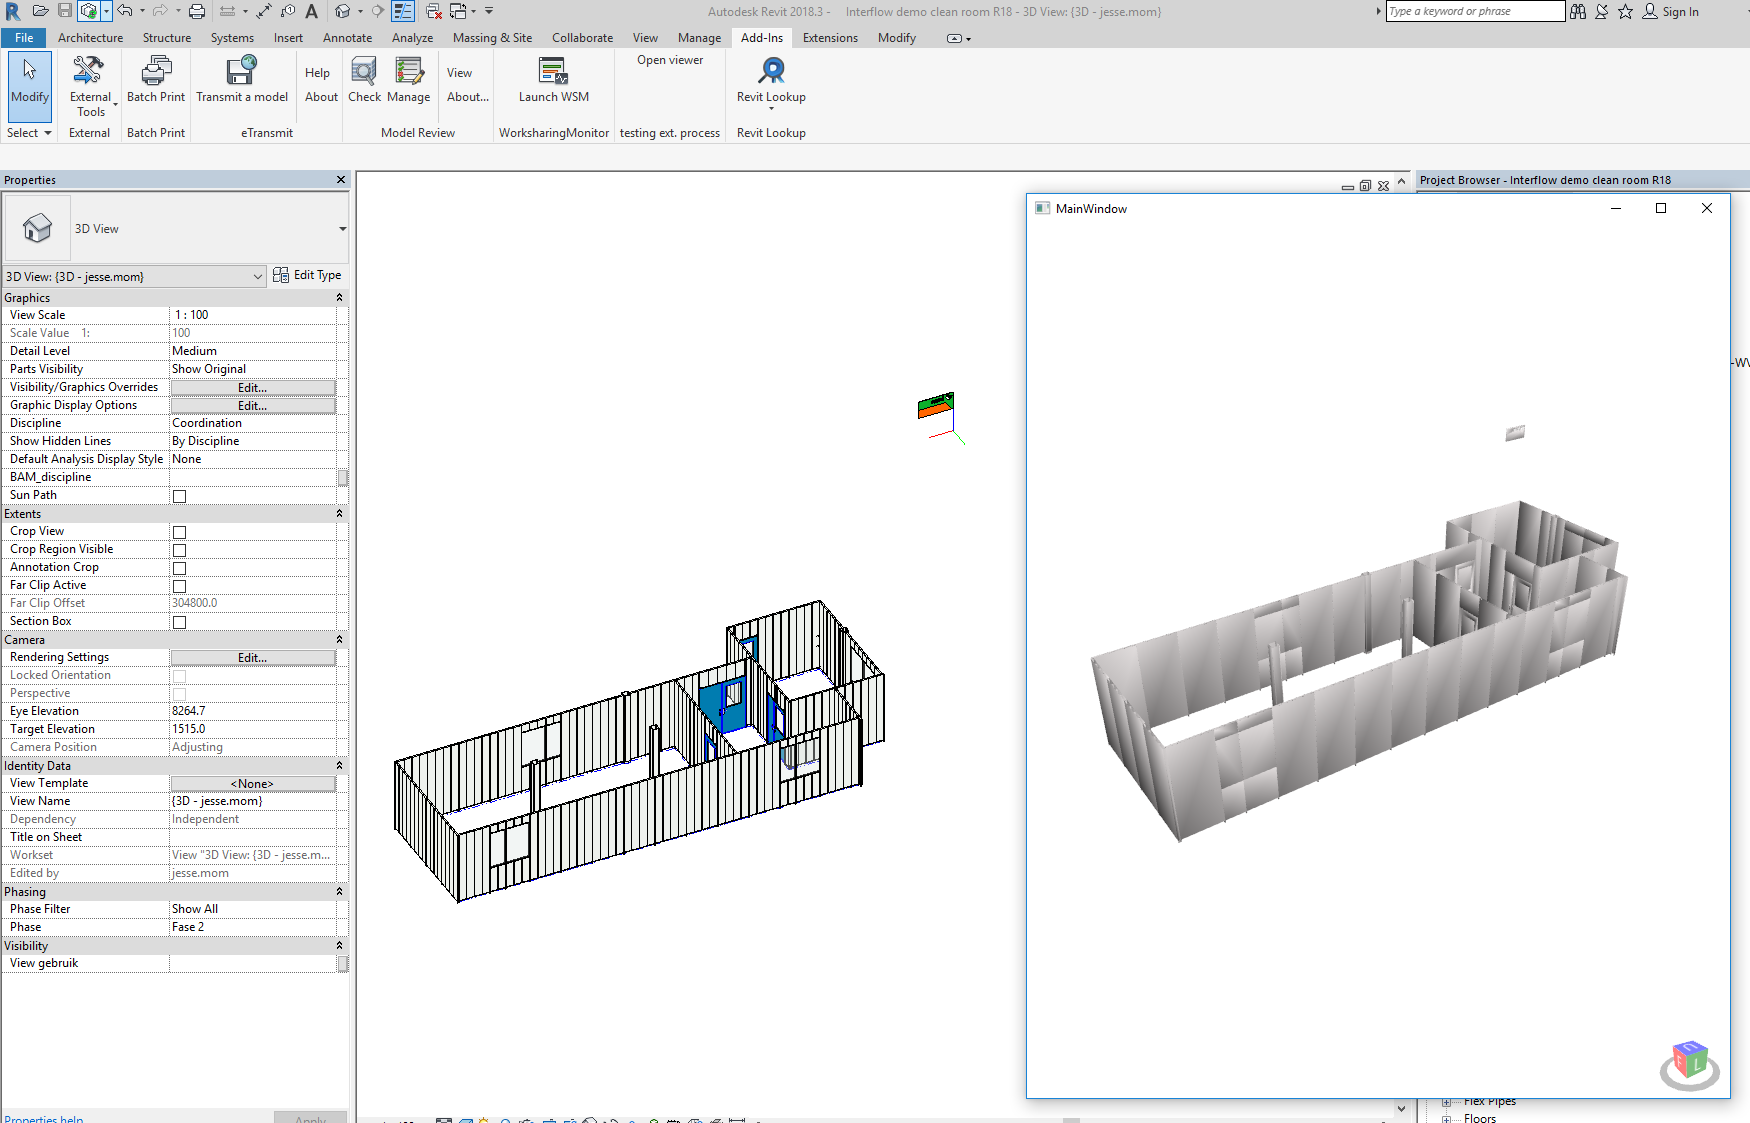 Autodesk Revit 2018.3 - Interflow demo clean room R18 - 3D View: {3D - jesse.mom}
Type a keyword or phrase
Sign In
File Architecture Structure Systems Insert Annotate Analyze Massing & Site Collaborate View Manage Add-Ins Extensions Modify
Modify
External Tools
Batch Print
Transmit a model
Help
About
Check
Manage
View
About...
Launch WSM
Open viewer
Revit Lookup
Select External Batch Print eTransmit Model Review WorksharingMonitor testing ext. process Revit Lookup
Properties
3D View
3D View: {3D - jesse.mom}
Edit Type
Graphics
View Scale 1 : 100
Scale Value 1: 100
Detail Level Medium
Parts Visibility Show Original
Visibility/Graphics Overrides Edit...
Graphic Display Options Edit...
Discipline Coordination
Show Hidden Lines By Discipline
Default Analysis Display Style None
BAM_discipline
Sun Path
Extents
Crop View
Crop Region Visible
Annotation Crop
Far Clip Active
Far Clip Offset 304800.0
Section Box
Camera
Rendering Settings Edit...
Locked Orientation
Perspective
Eye Elevation 8264.7
Target Elevation 1515.0
Camera Position Adjusting
Identity Data
View Template <None>
View Name {3D - jesse.mom}
Dependency Independent
Title on Sheet
Workset View "3D View: {3D - jesse.m...
Edited by jesse.mom
Phasing
Phase Filter Show All
Phase Fase 2
Visibility
View gebruik
Properties help
Apply
Project Browser - Interflow demo clean room R18
MainWindow
U
F L
Flex Pipes
Floors